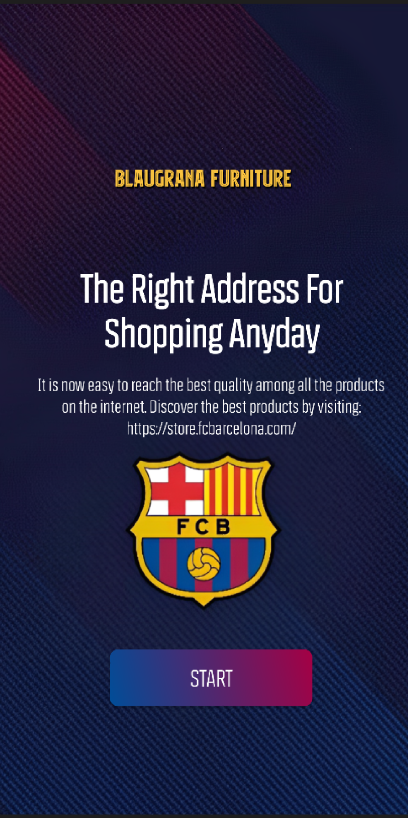 BLAUGRANA FURNITURE
The Right Address For
Shopping Anyday
It is now easy to reach the best quality among all the products
on the internet. Discover the best products by visiting:
https://store.fcbarcelona.com/
FCB
START